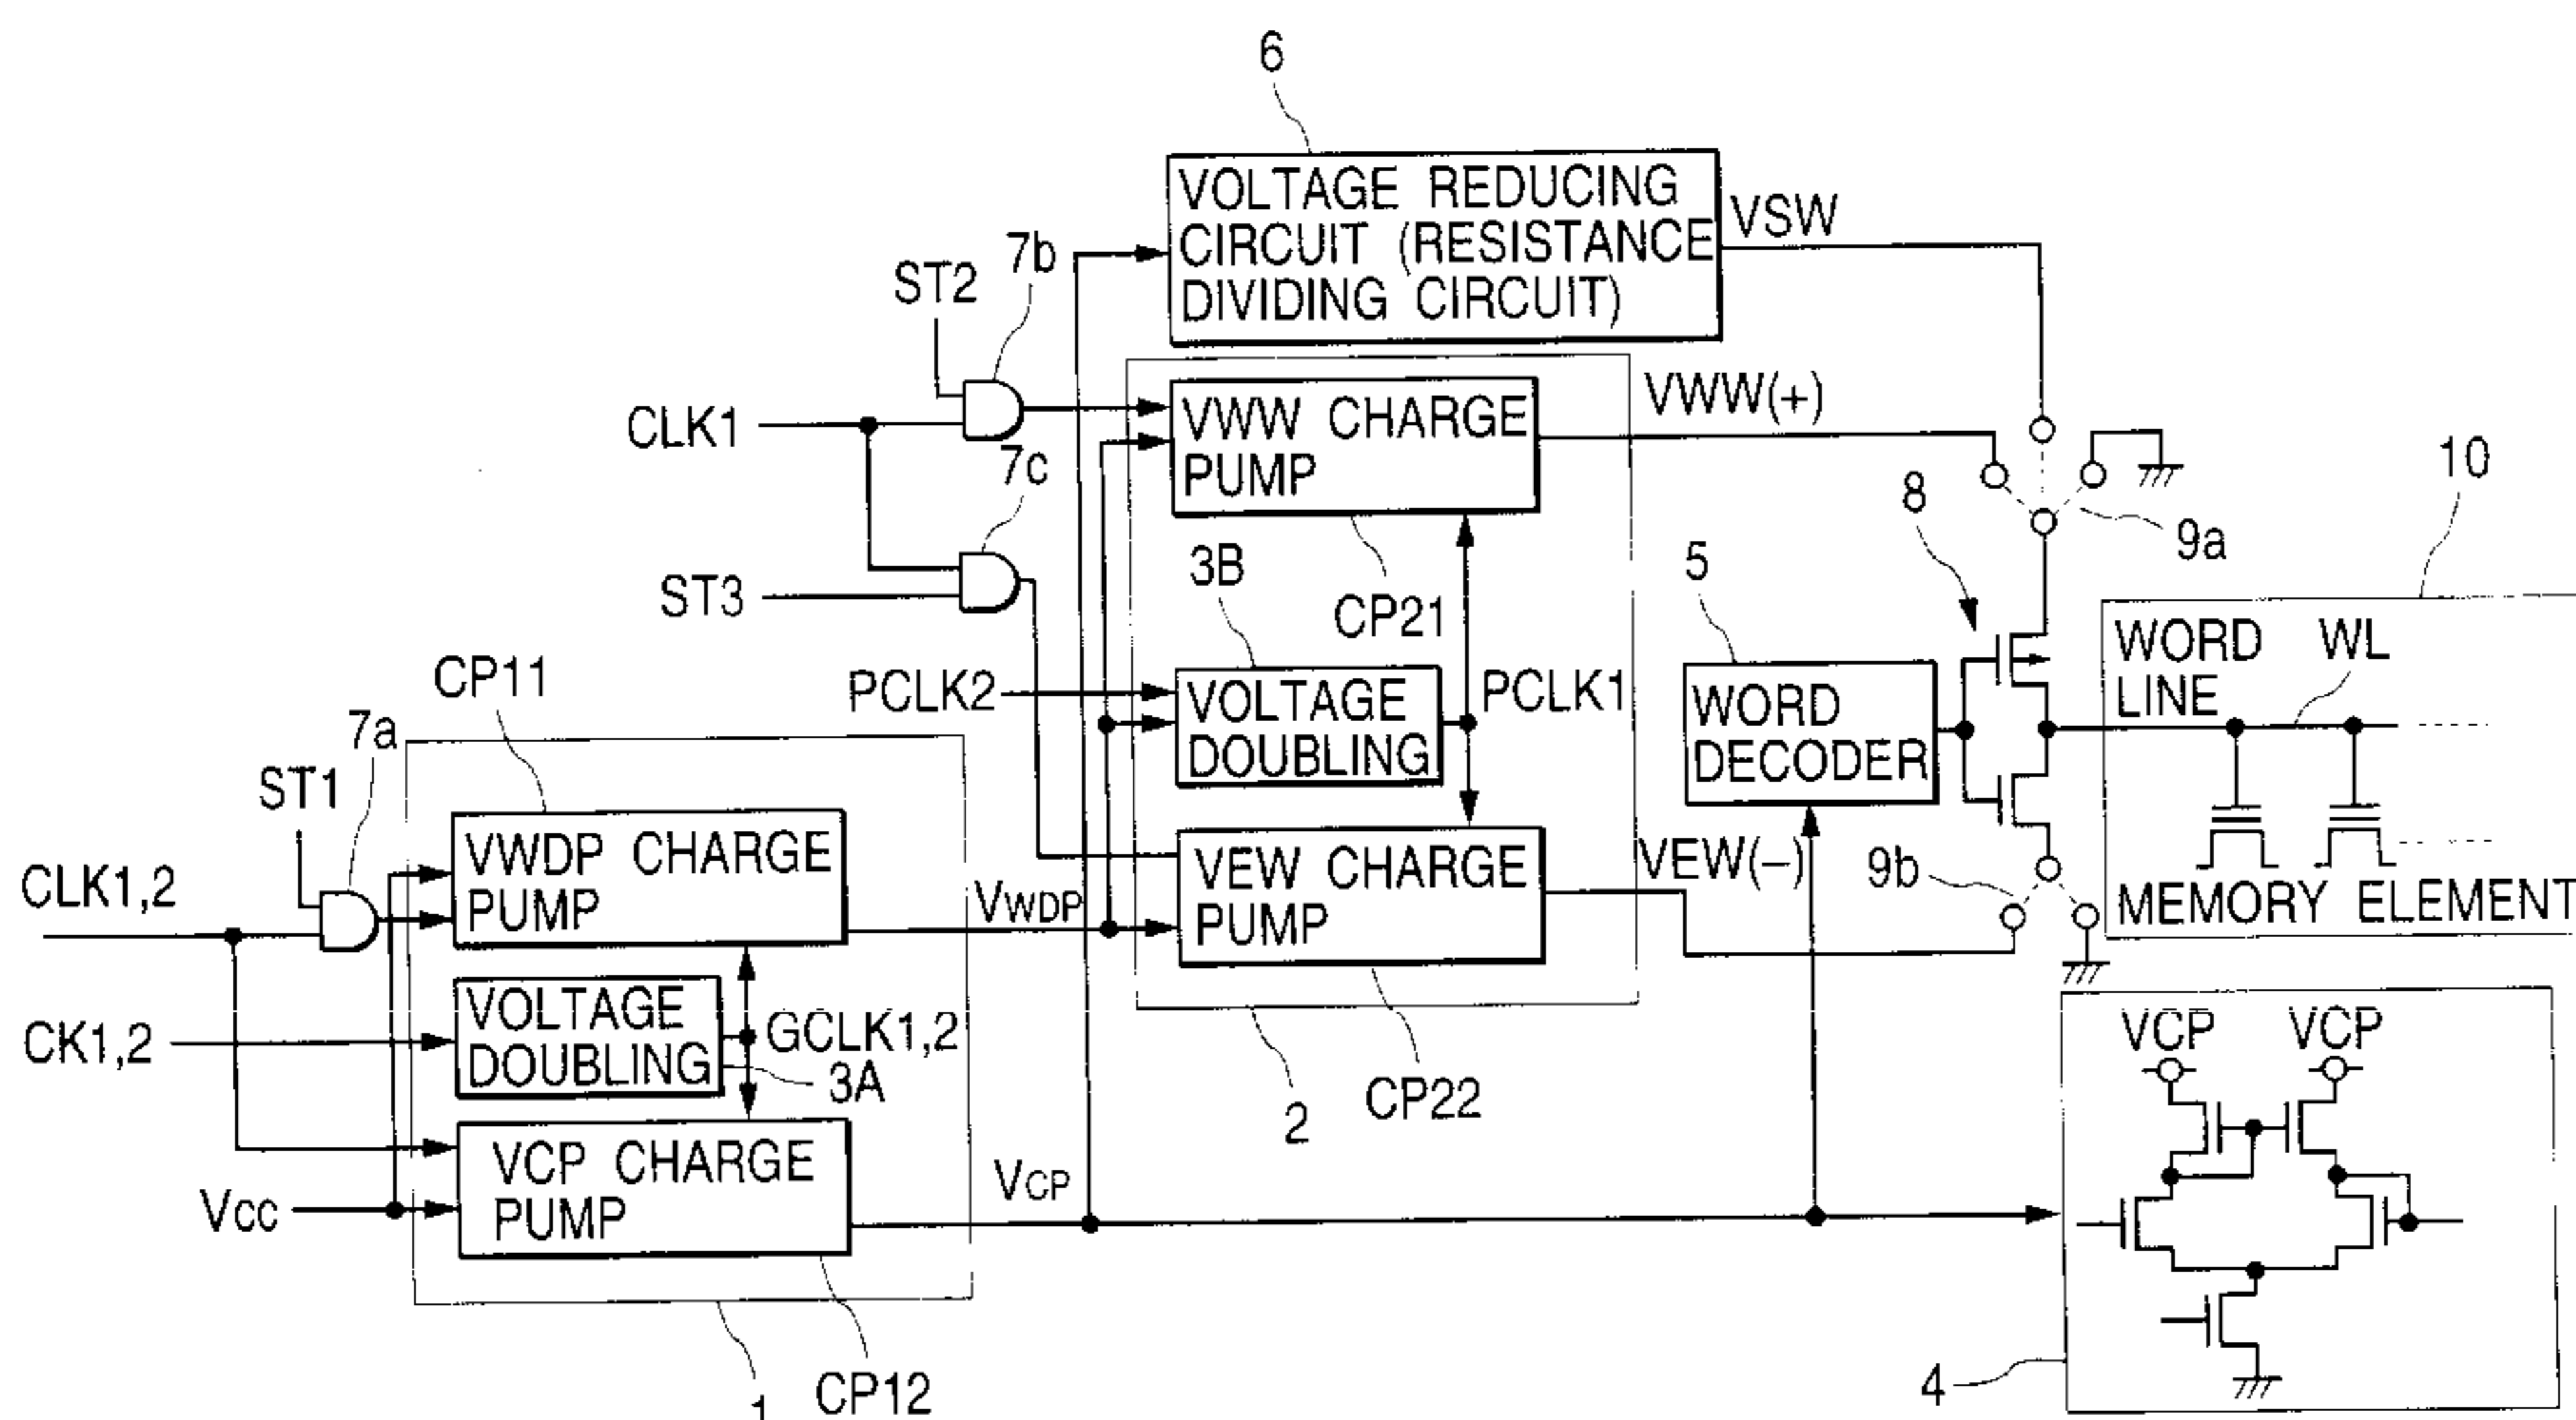 6
VOLTAGE REDUCING
CIRCUIT (RESISTANCE
DIVIDING CIRCUIT)
VSW
7b
ST2
CLK1
7c
ST3
VWW CHARGE
PUMP
VWW(+)
CP21
3B
PCLK2
VOLTAGE
DOUBLING
PCLK1
VEW CHARGE
PUMP
VEW(−)
CP22
2
8
9a
9b
5
WORD
DECODER
10
WORD
LINE
WL
MEMORY ELEMENT
CP11
7a
ST1
CLK1,2
VWDP CHARGE
PUMP
VWDP
CK1,2
VOLTAGE
DOUBLING
GCLK1,2
3A
VCC
VCP CHARGE
PUMP
VCP
CP12
1
VCP VCP
4